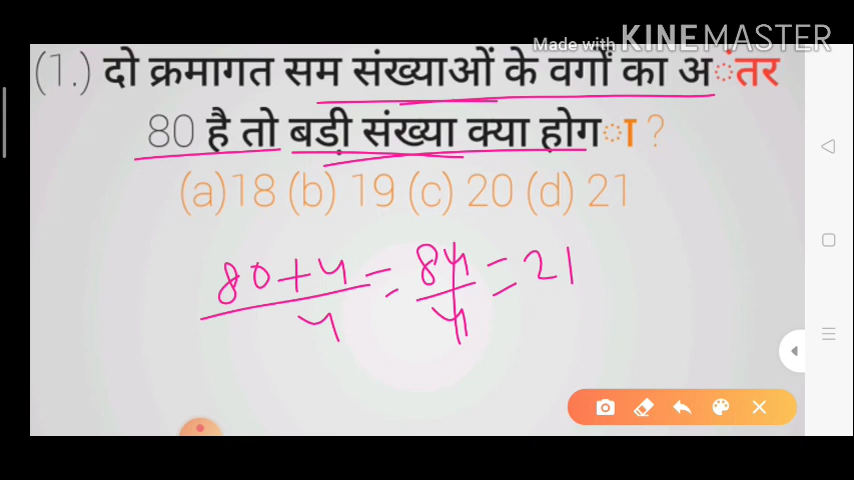 Made with KINEMASTER
(1.) दो क्रमागत सम संख्याओं के वर्गों का अंतर
80 है तो बडी संख्या क्या होगा ?
(a)18 (b) 19 (c) 20 (d) 21
80+4/4 = 84/4 = 21